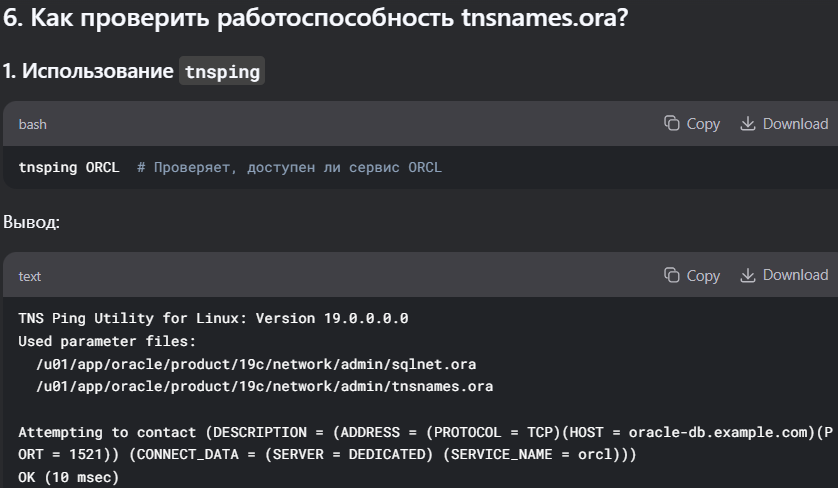 6. Как проверить работоспособность tnsnames.ora?
1. Использование tnsping
bash
Copy
Download
tnsping ORCL # Проверяет, доступен ли сервис ORCL
Вывод:
text
Copy
Download
TNS Ping Utility for Linux: Version 19.0.0.0.0
Used parameter files:
/u01/app/oracle/product/19c/network/admin/sqlnet.ora
/u01/app/oracle/product/19c/network/admin/tnsnames.ora
Attempting to contact (DESCRIPTION = (ADDRESS = (PROTOCOL = TCP)(HOST = oracle-db.example.com)(P
ORT = 1521)) (CONNECT_DATA = (SERVER = DEDICATED) (SERVICE_NAME = orcl)))
OK (10 msec)